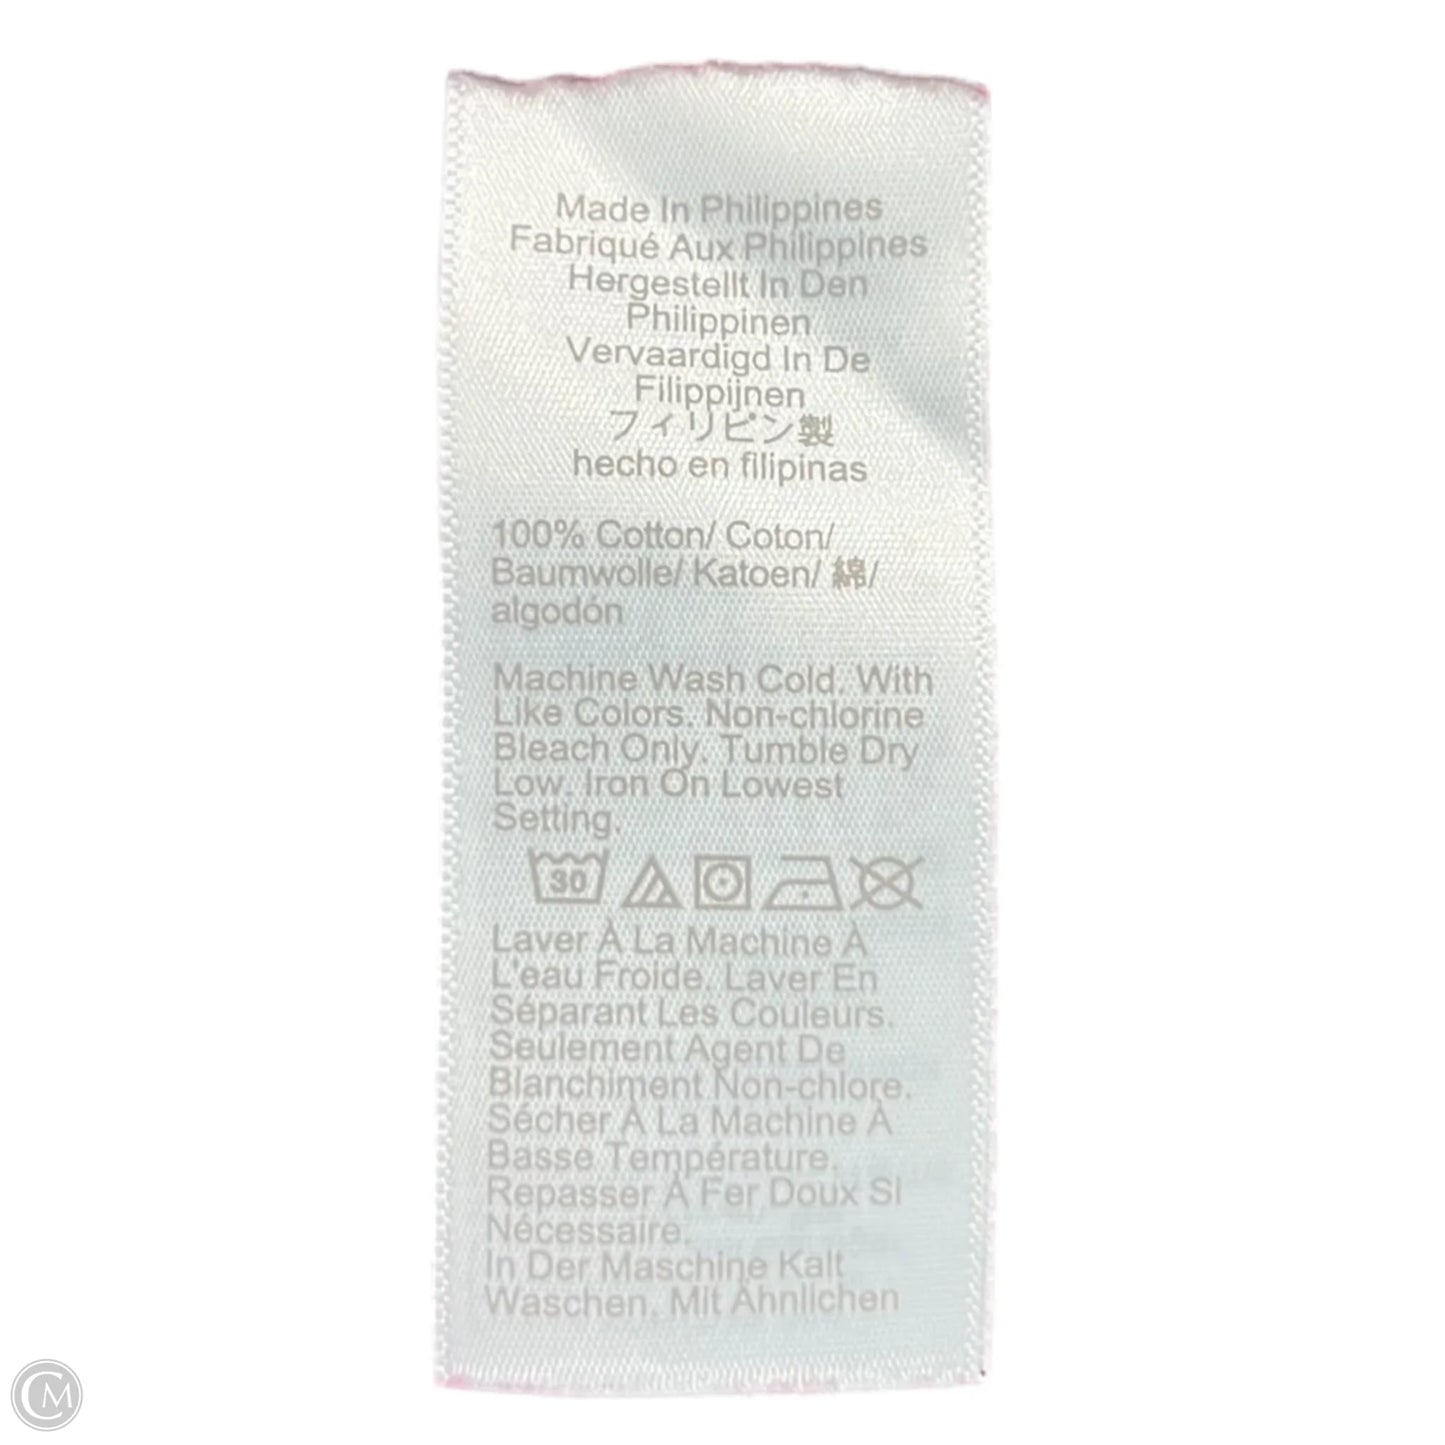 Made In Philippines
Fabriqué Aux Philippines
Hergestellt In Den
Philippinen
Vervaardigd In De
Filippijnen
フィリピン製
hecho en filipinas
100% Cotton/ Coton/
Baumwolle/ Katoen/ 綿/
algodón
Machine Wash Cold. With
Like Colors. Non-chlorine
Bleach Only. Tumble Dry
Low. Iron On Lowest
Setting.
30
Laver À La Machine À
L'eau Froide. Laver En
Séparant Les Couleurs.
Seulement Agent De
Blanchiment Non-chlore.
Sécher À La Machine À
Basse Température.
Repasser À Fer Doux Si
Nécessaire.
In Der Maschine Kalt
Waschen. Mit Ähnlichen
CM